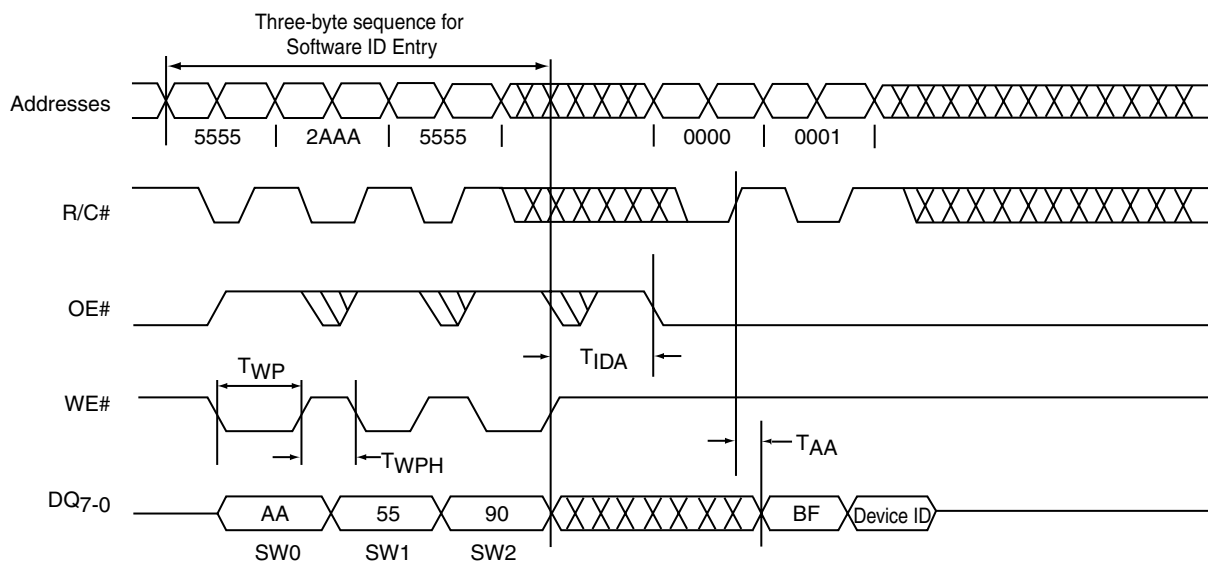 Three-byte sequence for
Software ID Entry
Addresses
5555 2AAA 5555 0000 0001
R/C#
OE#
TIDA
TWP
WE#
TAA
TWPH
DQ7-0
AA 55 90 BF Device ID
SW0 SW1 SW2